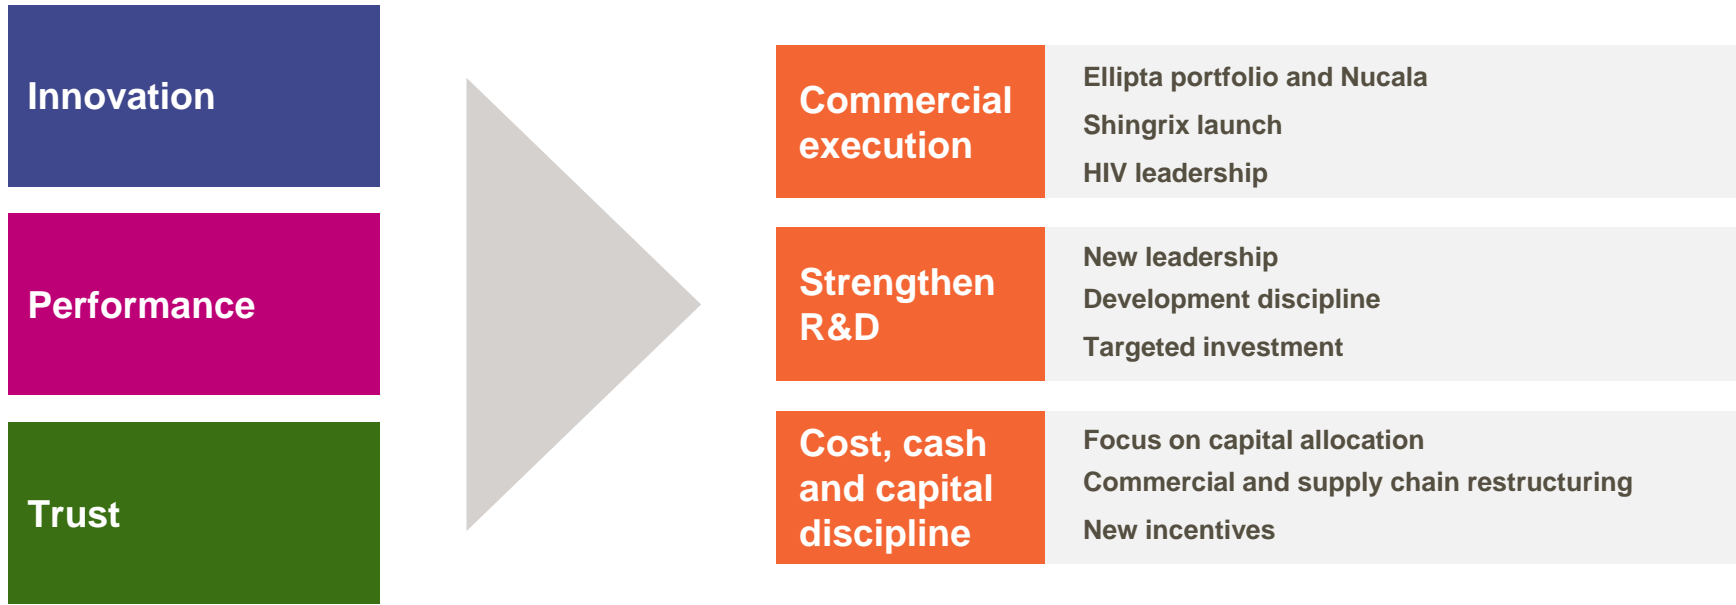 Innovation
Performance
Trust
Commercial
execution
Ellipta portfolio and Nucala
Shingrix launch
HIV leadership
Strengthen
R&D
New leadership
Development discipline
Targeted investment
Cost, cash
and capital
discipline
Focus on capital allocation
Commercial and supply chain restructuring
New incentives